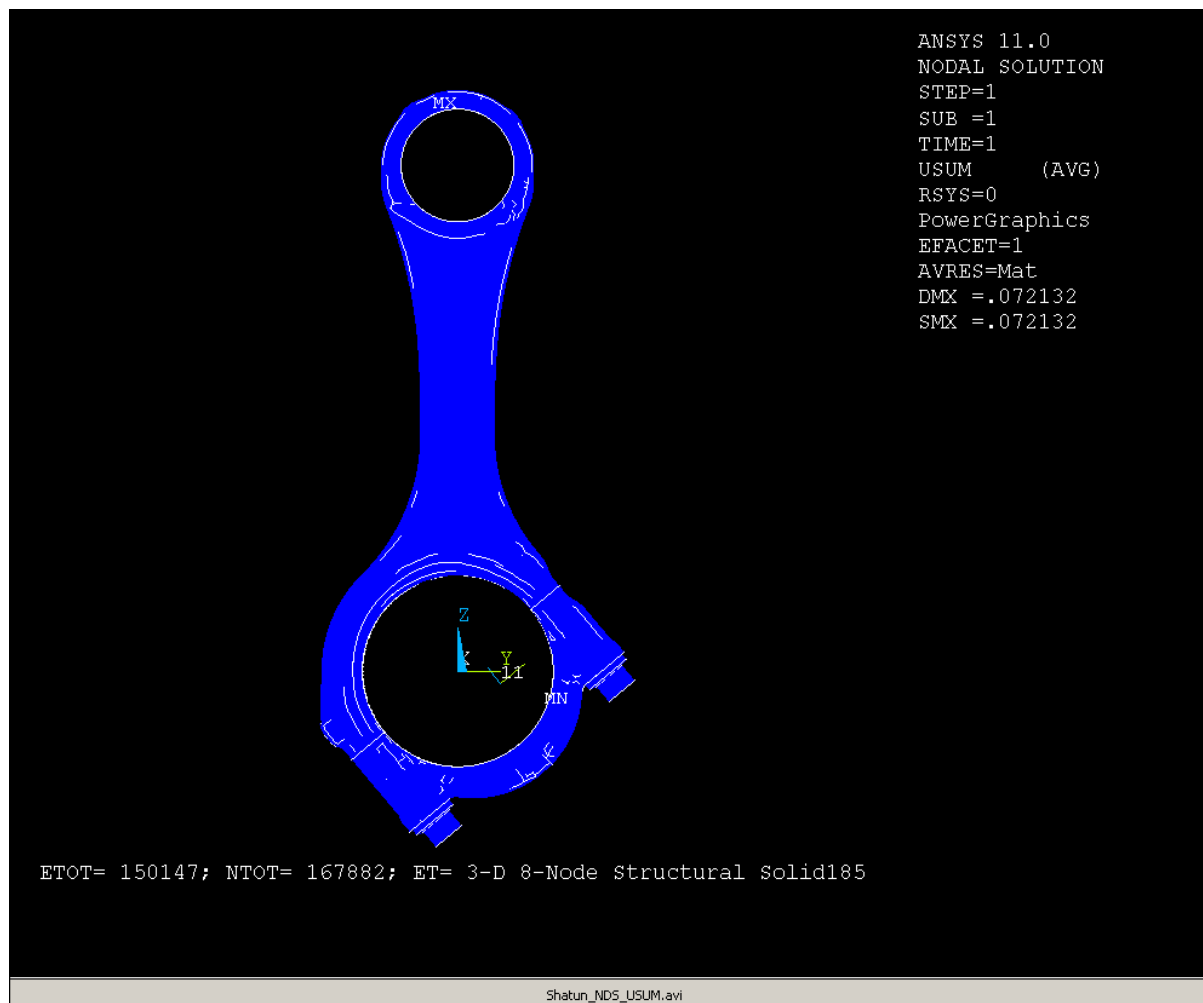 ANSYS 11.0
NODAL SOLUTION
STEP=1
SUB =1
TIME=1
USUM (AVG)
RSYS=0
PowerGraphics
EFACET=1
AVRES=Mat
DMX =.072132
SMX =.072132
MX
Z
X
Y
11
MN
ETOT= 150147; NTOT= 167882; ET= 3-D 8-Node Structural Solid185
Shatun_NDS_USUM.avi